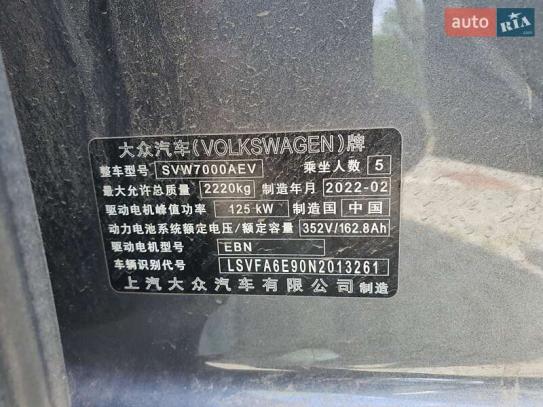 auto RIA
.com
大众汽车(VOLKSWAGEN)牌
整车型号 SVW7000AEV 乘坐人数 5
最大允许总质量 2220kg 制造年月 2022-02
驱动电机峰值功率 125 kW 制造国 中国
动力电池系统额定电压/额定容量 352V/162.8Ah
驱动电机型号 EBN
车辆识别代号 LSVFA6E90N2013261
上汽大众汽车有限公司 制造